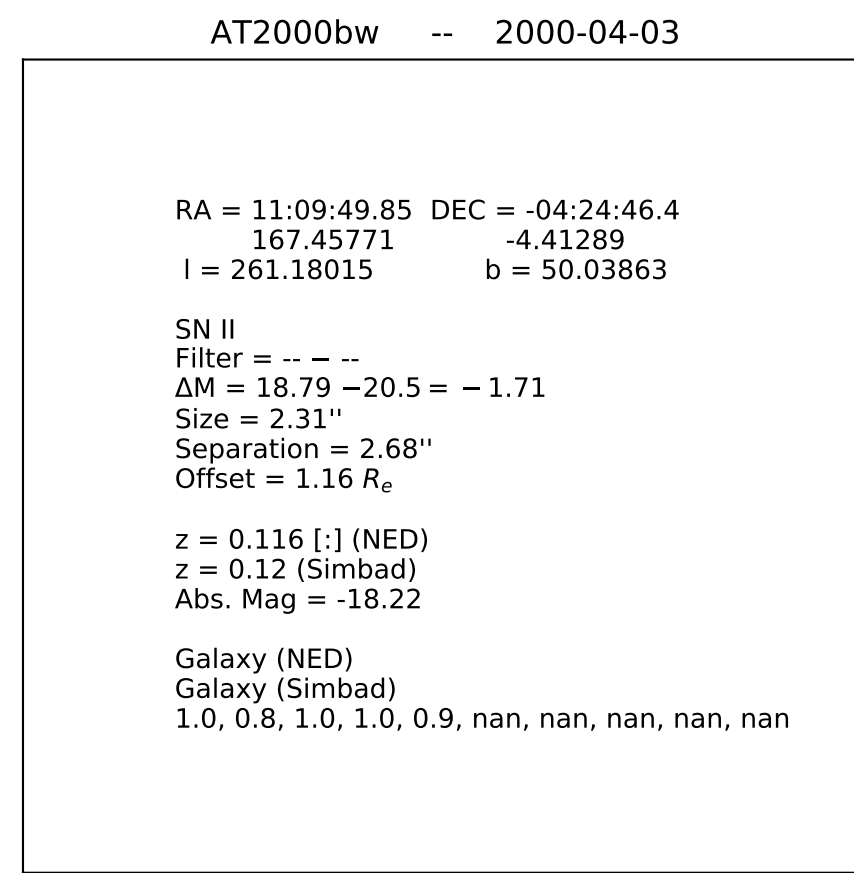 AT2000bw -- 2000-04-03
RA = 11:09:49.85 DEC = -04:24:46.4
167.45771 -4.41289
l = 261.18015 b = 50.03863
SN II
Filter = -- − --
ΔM = 18.79 −20.5 = − 1.71
Size = 2.31''
Separation = 2.68''
Offset = 1.16 Rₑ
z = 0.116 [:] (NED)
z = 0.12 (Simbad)
Abs. Mag = -18.22
Galaxy (NED)
Galaxy (Simbad)
1.0, 0.8, 1.0, 1.0, 0.9, nan, nan, nan, nan, nan